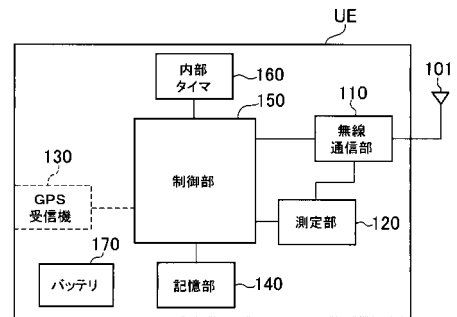 UE
101
内部
タイマ
160
150
110
無線
通信部
130
GPS
受信機
制御部
測定部
120
170
バッテリ
記憶部
140